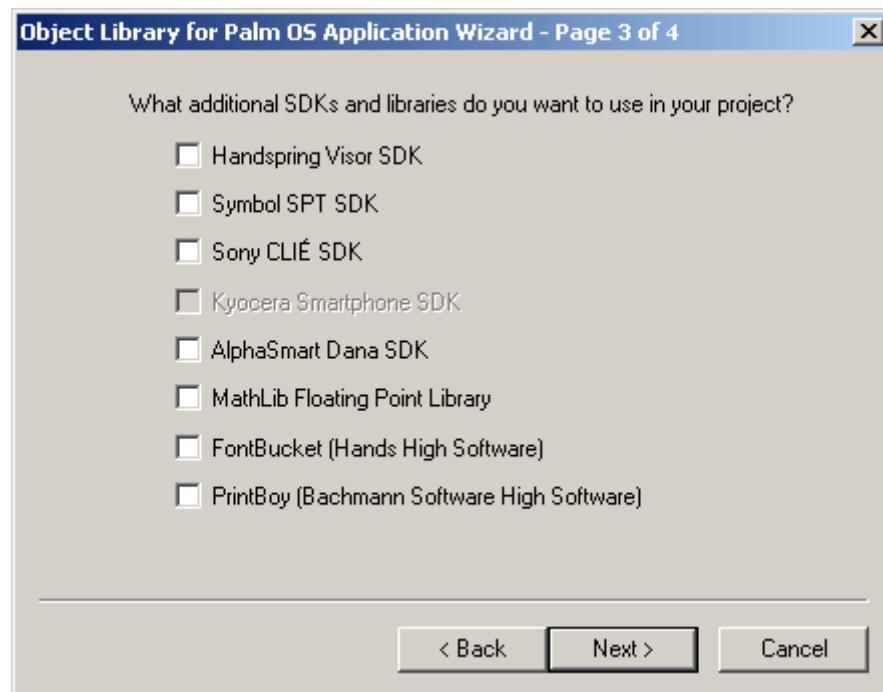 Object Library for Palm OS Application Wizard - Page 3 of 4
What additional SDKs and libraries do you want to use in your project?
Handspring Visor SDK
Symbol SPT SDK
Sony CLIÉ SDK
Kyocera Smartphone SDK
AlphaSmart Dana SDK
MathLib Floating Point Library
FontBucket (Hands High Software)
PrintBoy (Bachmann Software High Software)
< Back Next > Cancel